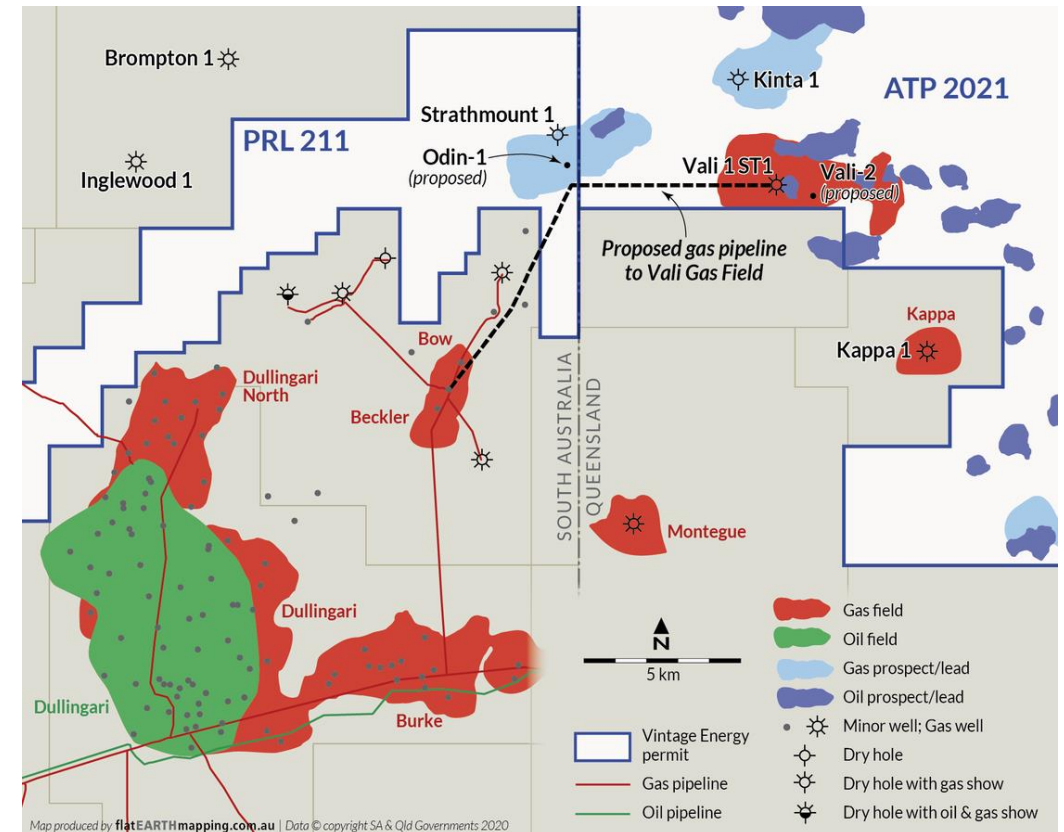 Brompton 1
Inglewood 1
PRL 211
Strathmount 1
Odin-1
(proposed)
Kinta 1
ATP 2021
Vali 1 ST1
Vali-2
(proposed)
Proposed gas pipeline
to Vali Gas Field
Bow
Beckler
Dullingari
North
Kappa
Kappa 1
SOUTH AUSTRALIA
QUEENSLAND
Montegue
Dullingari
Dullingari
Burke
N
5 km
Vintage Energy
permit
Gas pipeline
Oil pipeline
Gas field
Oil field
Gas prospect/lead
Oil prospect/lead
Minor well; Gas well
Dry hole
Dry hole with gas show
Dry hole with oil & gas show
Map produced by flatEARTHmapping.com.au | Data © copyright SA & Qld Governments 2020